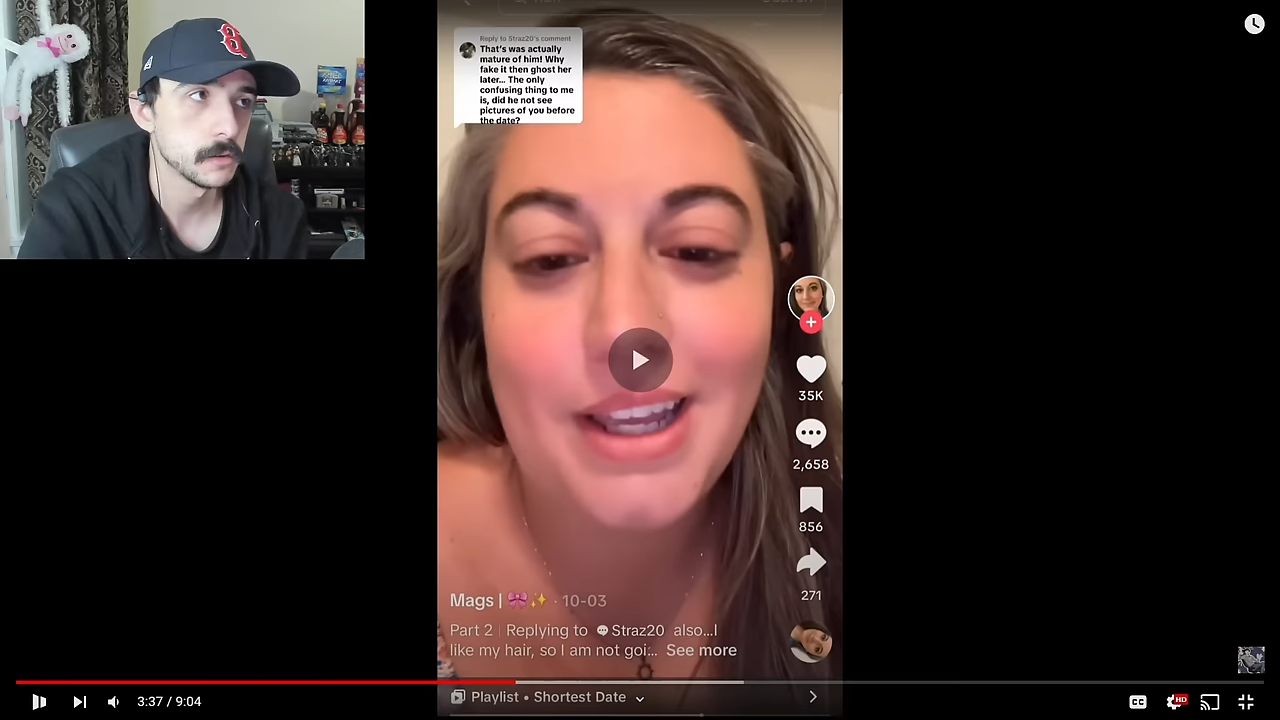 Reply to Straz20's comment
That's was actually
mature of him! Why
fake it then ghost her
later... The only
confusing thing to me
is, did he not see
pictures of you before
the date?
35K
2,658
856
271
Mags | 🎀✨ · 10-03
Part 2 | Replying to 💬Straz20 also...I
like my hair, so I am not goi... See more
Playlist • Shortest Date
3:37 / 9:04
CC
HD